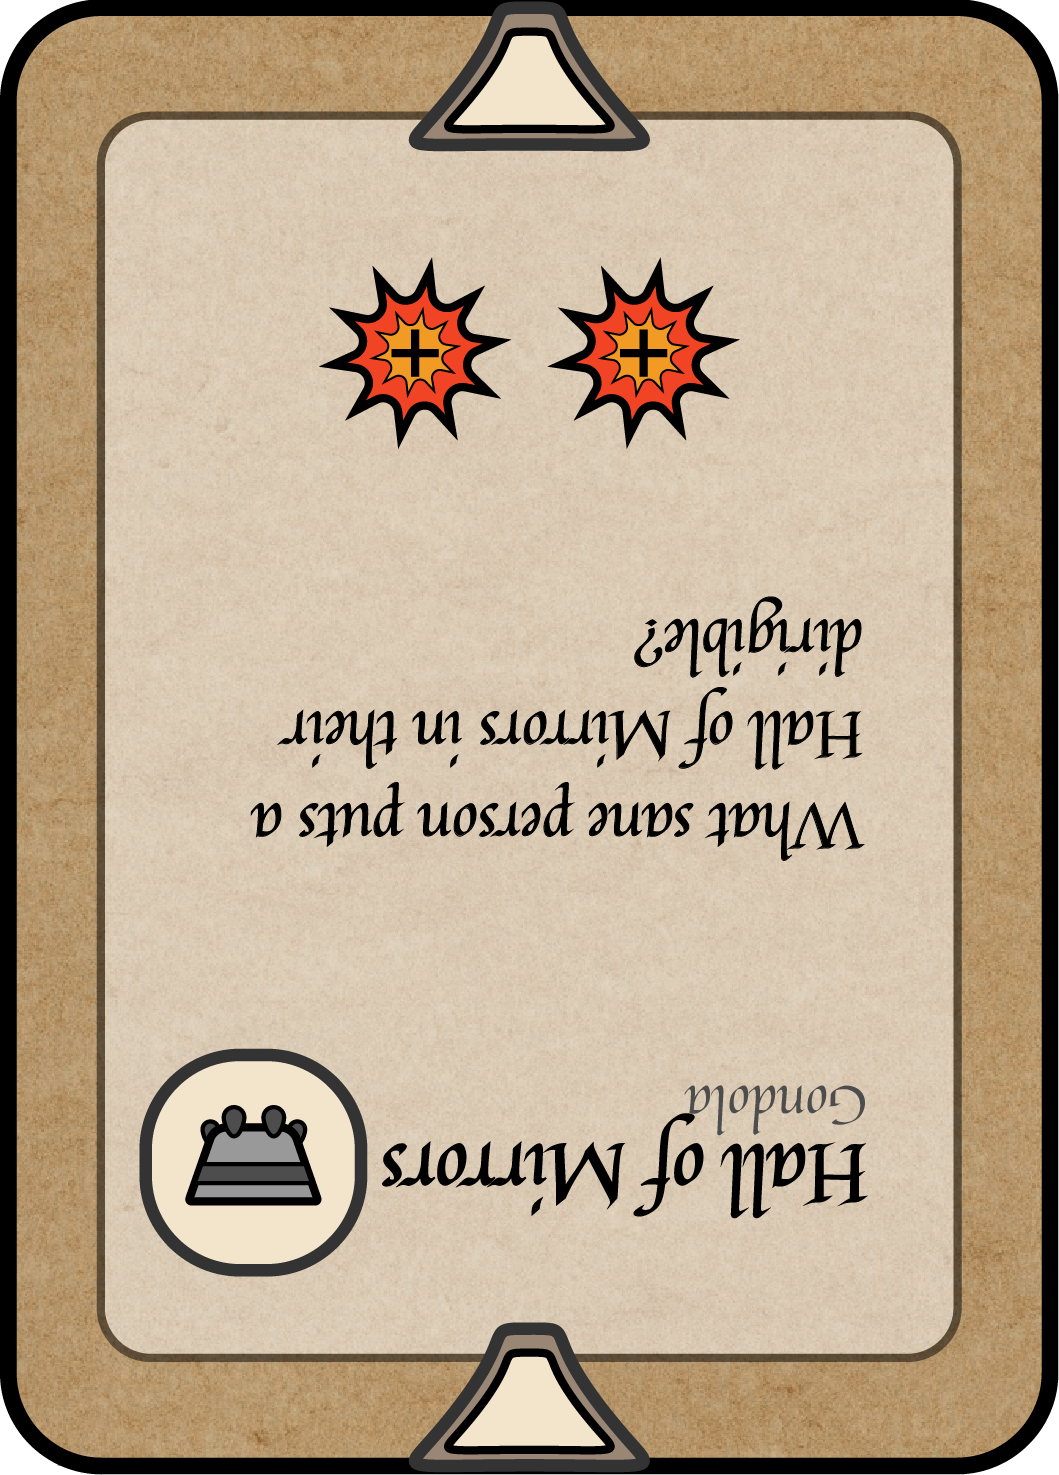 Hall of Mirrors
Gondola
What sane person puts a
Hall of Mirrors in their
dirigible?